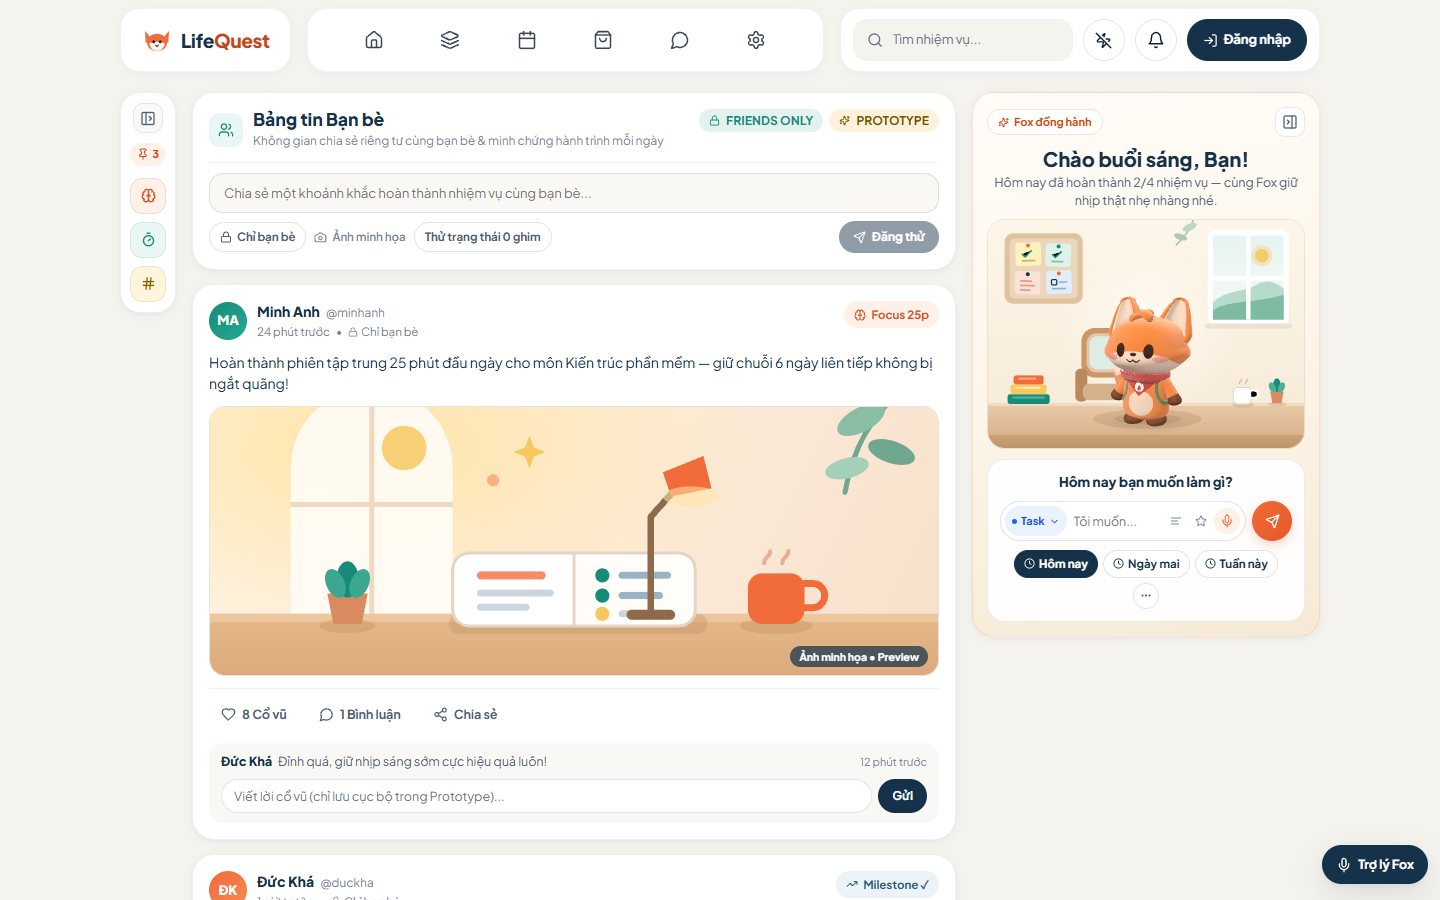 LifeQuest
Tìm nhiệm vụ...
Đăng nhập
3
Bảng tin Bạn bè
Không gian chia sẻ riêng tư cùng bạn bè & minh chứng hành trình mỗi ngày
FRIENDS ONLY
PROTOTYPE
Chia sẻ một khoảnh khắc hoàn thành nhiệm vụ cùng bạn bè...
Chỉ bạn bè
Ảnh minh họa
Thử trạng thái 0 ghim
Đăng thử
MA
Minh Anh @minhanh
24 phút trước • Chỉ bạn bè
Focus 25p
Hoàn thành phiên tập trung 25 phút đầu ngày cho môn Kiến trúc phần mềm — giữ chuỗi 6 ngày liên tiếp không bị
ngắt quãng!
Ảnh minh họa • Preview
8 Cổ vũ
1 Bình luận
Chia sẻ
Đức Khá Đỉnh quá, giữ nhịp sáng sớm cực hiệu quả luôn!
12 phút trước
Viết lời cổ vũ (chỉ lưu cục bộ trong Prototype)...
Gửi
ĐK
Đức Khá @duckha
Milestone ✓
Fox đồng hành
Chào buổi sáng, Bạn!
Hôm nay đã hoàn thành 2/4 nhiệm vụ — cùng Fox giữ
nhịp thật nhẹ nhàng nhé.
Hôm nay bạn muốn làm gì?
Task
Tôi muốn...
Hôm nay
Ngày mai
Tuần này
Trợ lý Fox